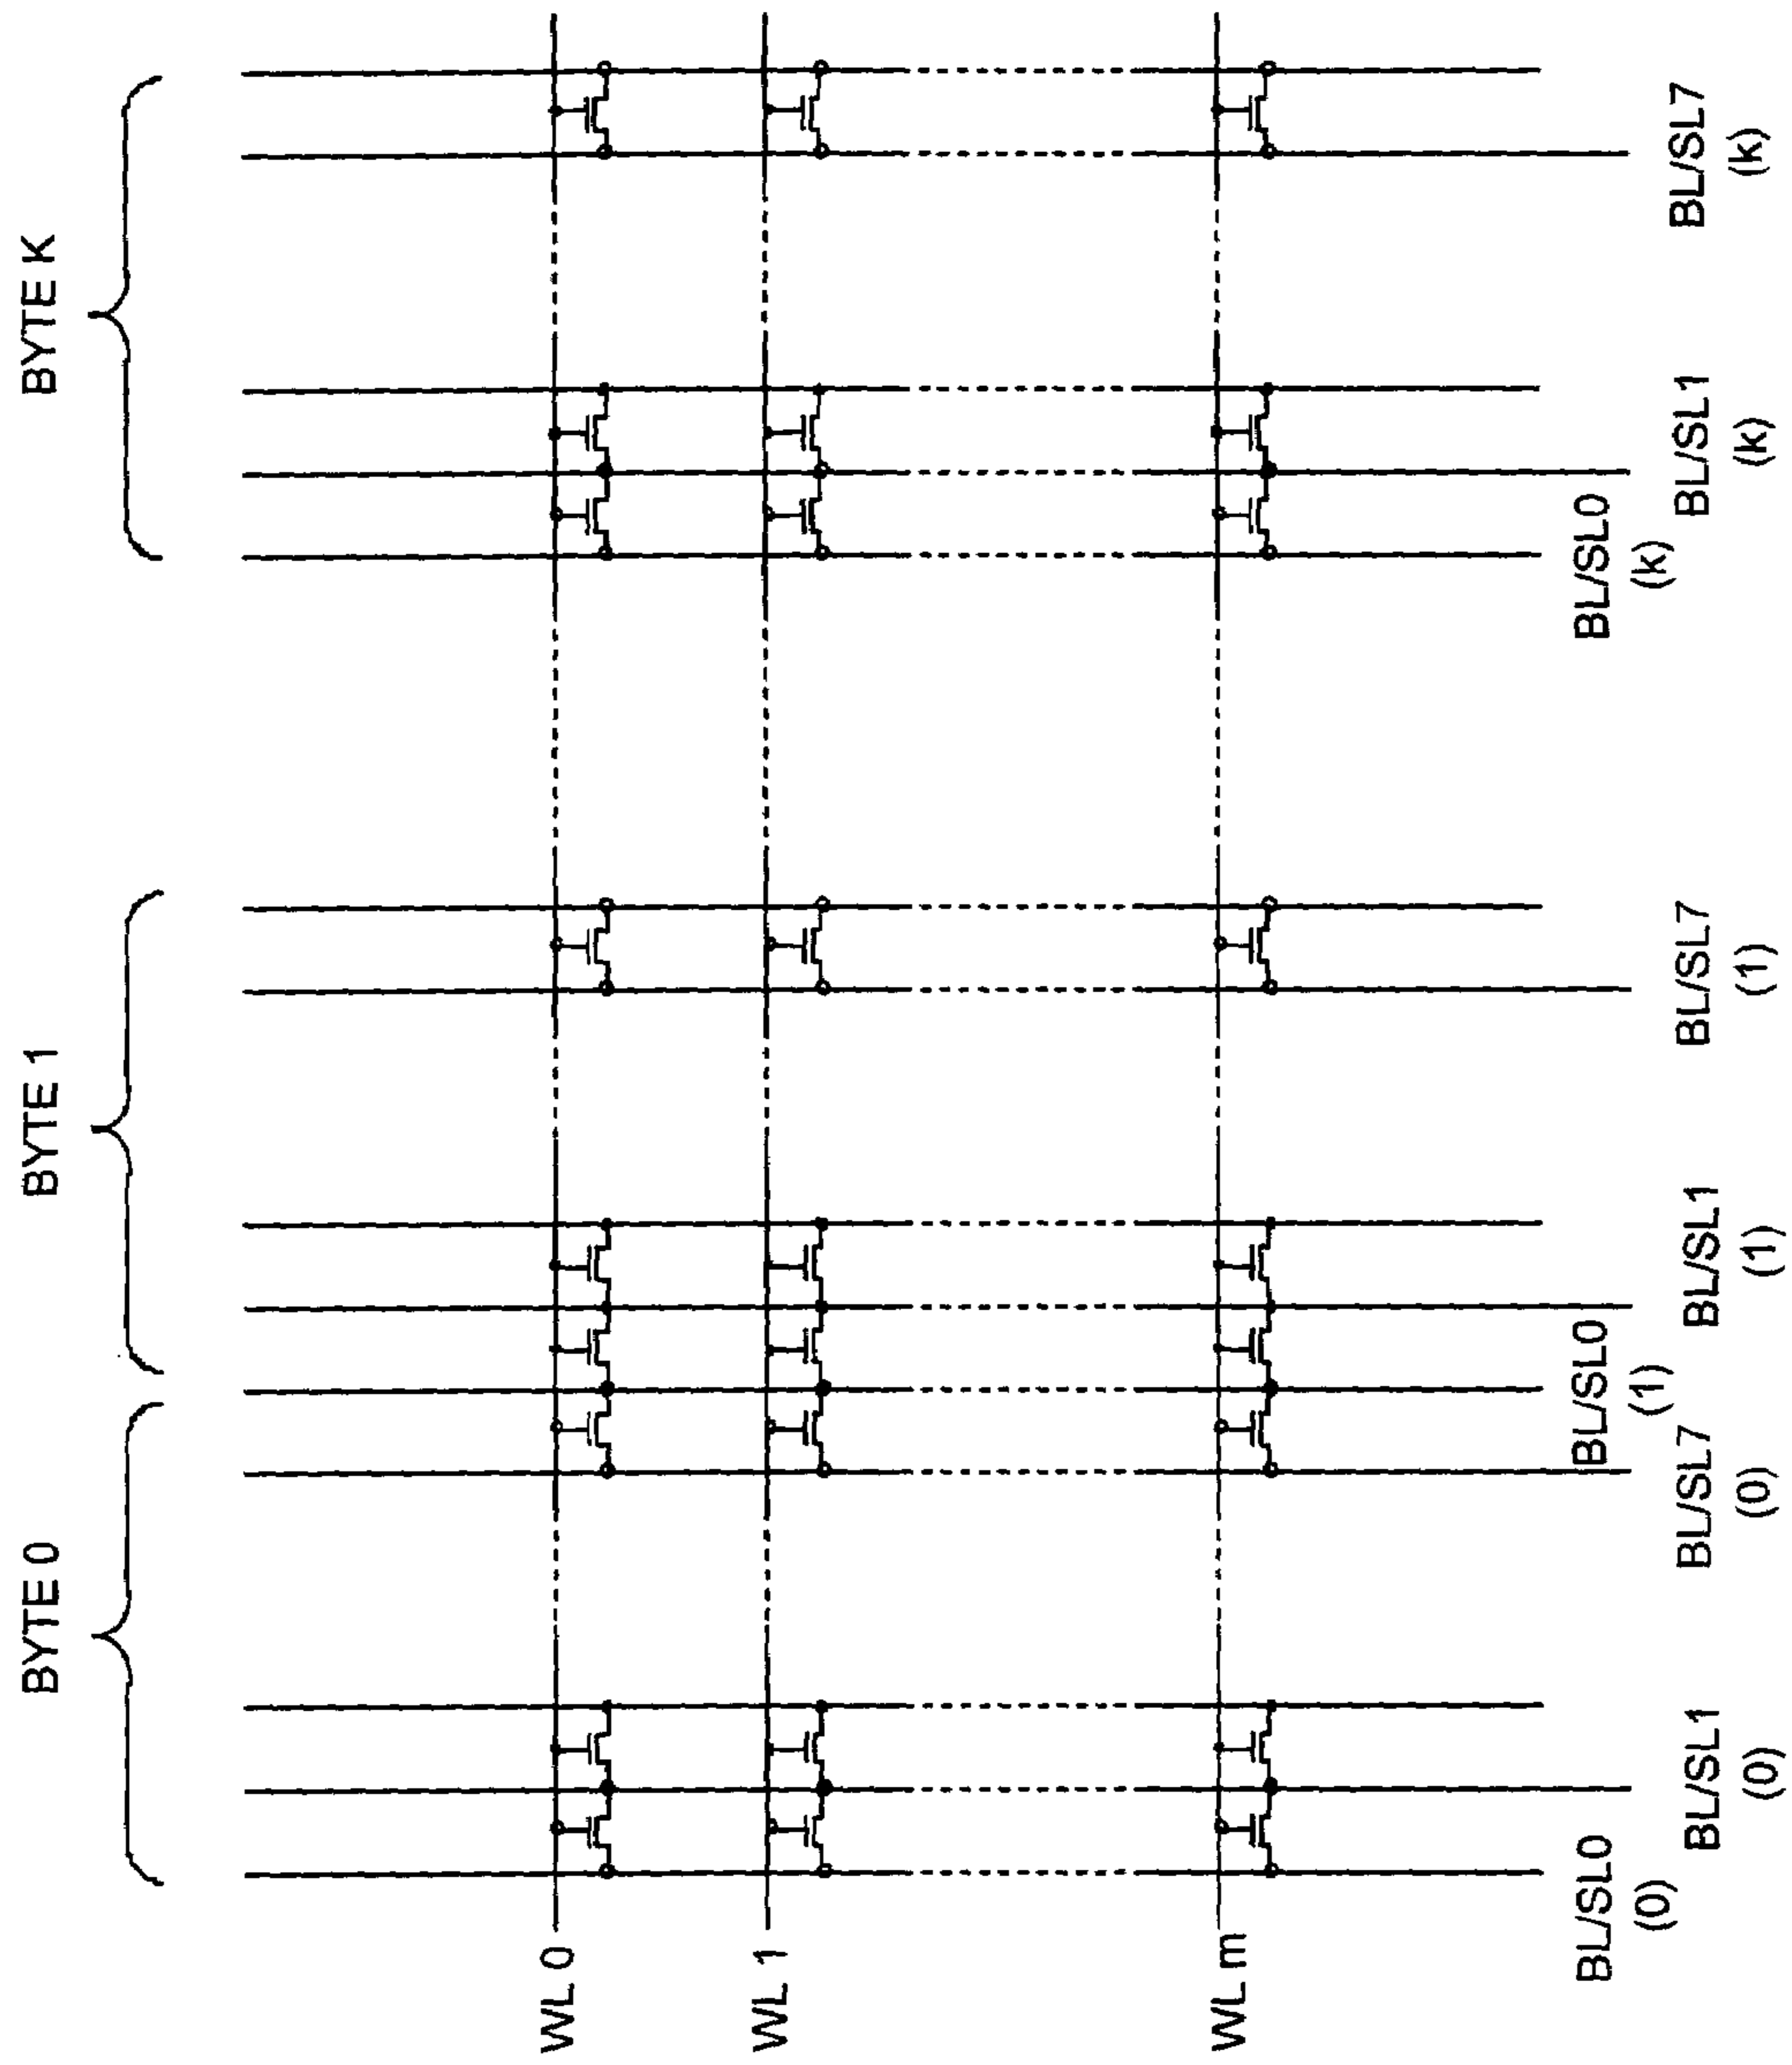 BYTE 0
BYTE 1
BYTE K
WL 0
WL 1
WL m
BL/SL0
(0)
BL/SL1
(0)
BL/SL7
(0)
BL/SL0
(1)
BL/SL1
(1)
BL/SL7
(1)
BL/SL0
(k)
BL/SL1
(k)
BL/SL7
(k)